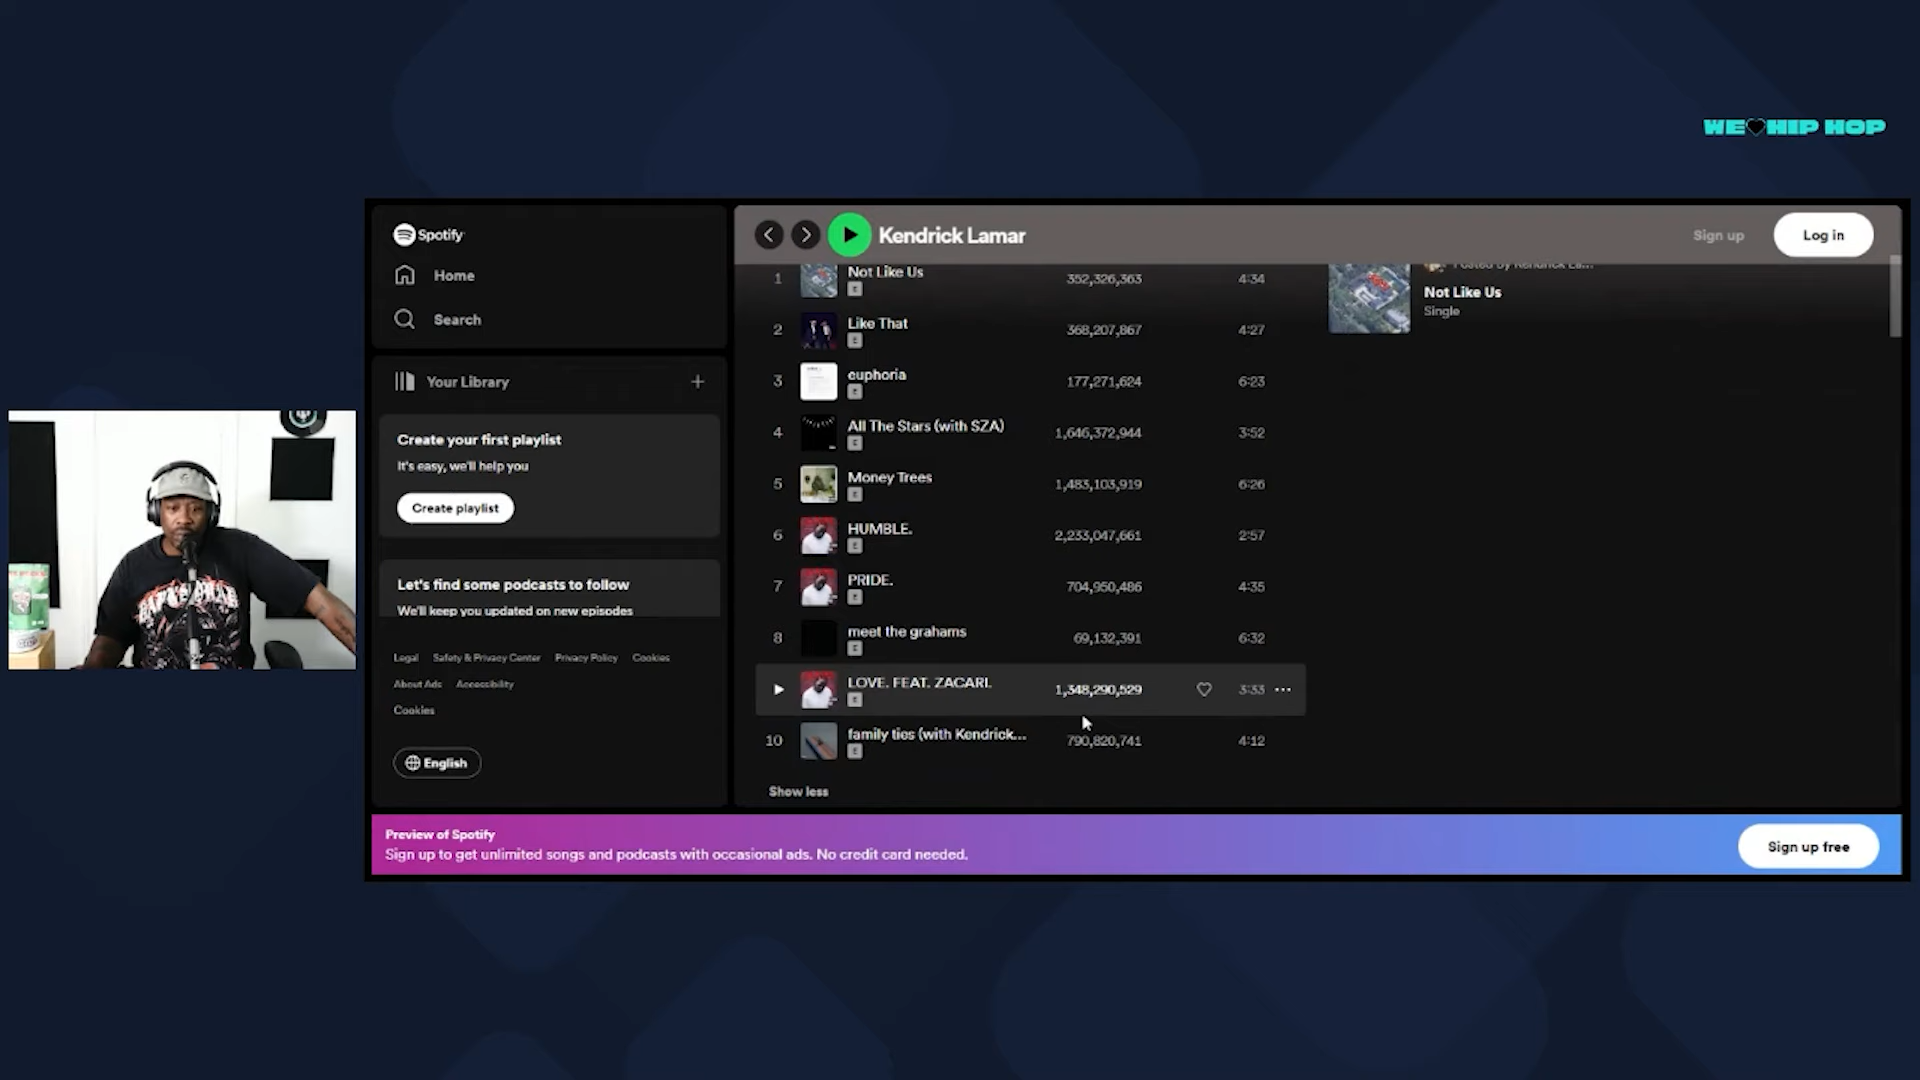 WE HIP HOP
Spotify
Home
Search
Your Library
Create your first playlist
It's easy, we'll help you
Create playlist
Let's find some podcasts to follow
We'll keep you updated on new episodes
Legal Safety & Privacy Center Privacy Policy Cookies
About Ads Accessibility
Cookies
English
Kendrick Lamar
Sign up
Log in
1 Not Like Us 352,326,363 4:34
E
2 Like That 368,207,867 4:27
E
3 euphoria 177,271,624 6:23
E
4 All The Stars (with SZA) 1,646,372,944 3:52
E
5 Money Trees 1,483,103,919 6:26
E
6 HUMBLE. 2,233,047,661 2:57
E
7 PRIDE. 704,950,486 4:35
E
8 meet the grahams 69,132,391 6:32
E
LOVE. FEAT. ZACARI. 1,348,290,529 3:33
E
10 family ties (with Kendrick... 790,820,741 4:12
E
Show less
Posted By Kendrick La...
Not Like Us
Single
Preview of Spotify
Sign up to get unlimited songs and podcasts with occasional ads. No credit card needed.
Sign up free